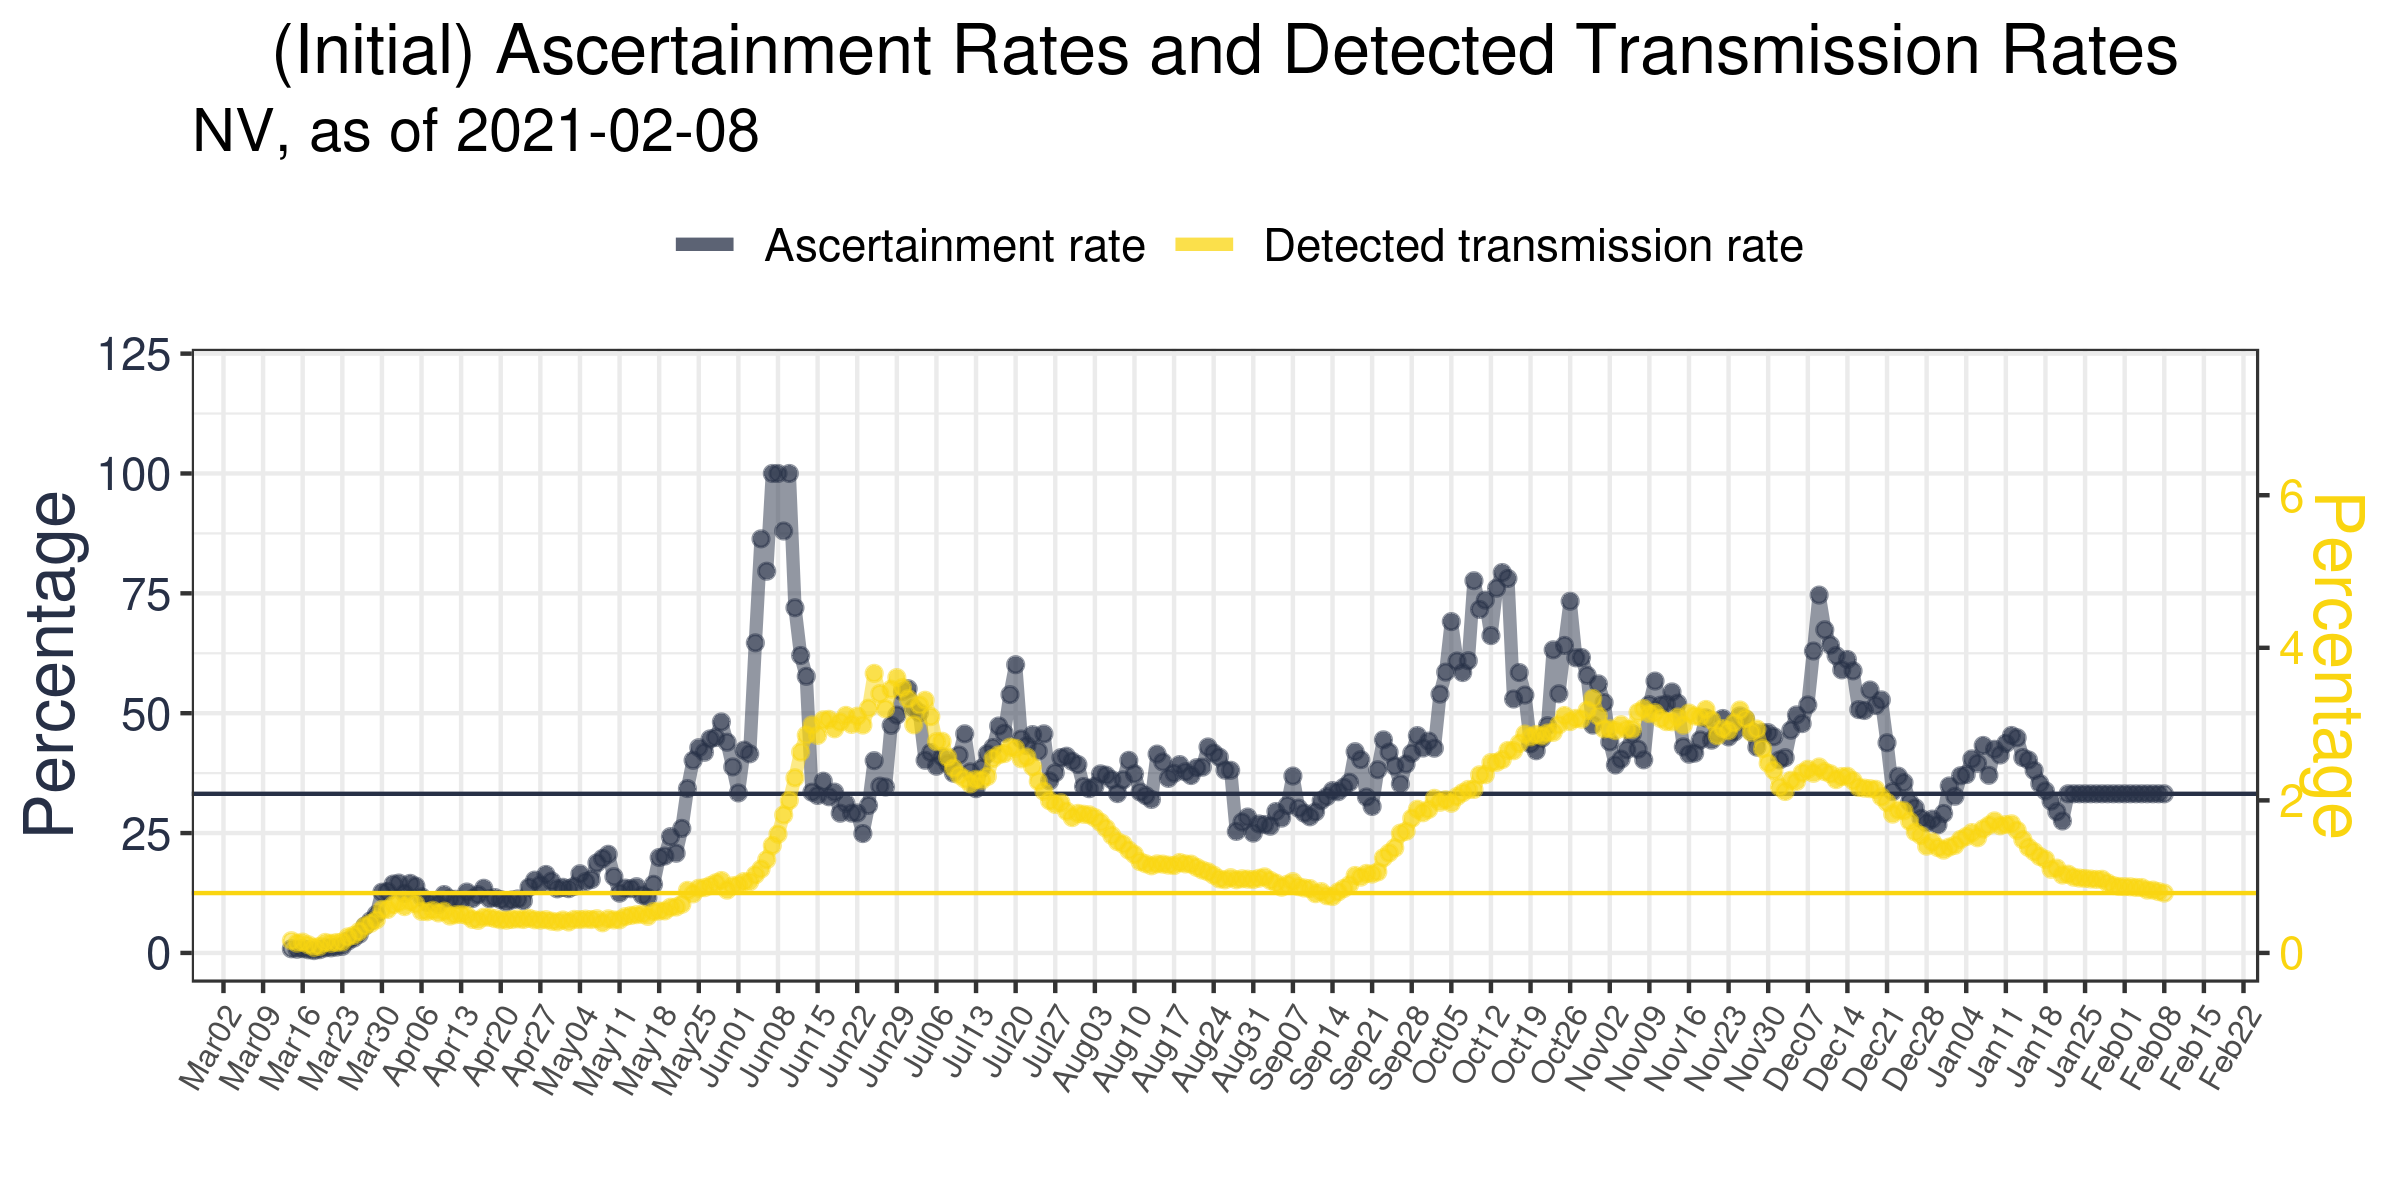 (Initial) Ascertainment Rates and Detected Transmission Rates
NV, as of 2021-02-08
Ascertainment rate
Detected transmission rate
Percentage
125
100
75
50
25
0
6
4
2
0
Percentage
Mar02
Mar09
Mar16
Mar23
Mar30
Apr06
Apr13
Apr20
Apr27
May04
May11
May18
May25
Jun01
Jun08
Jun15
Jun22
Jun29
Jul06
Jul13
Jul20
Jul27
Aug03
Aug10
Aug17
Aug24
Aug31
Sep07
Sep14
Sep21
Sep28
Oct05
Oct12
Oct19
Oct26
Nov02
Nov09
Nov16
Nov23
Nov30
Dec07
Dec14
Dec21
Dec28
Jan04
Jan11
Jan18
Jan25
Feb01
Feb08
Feb15
Feb22